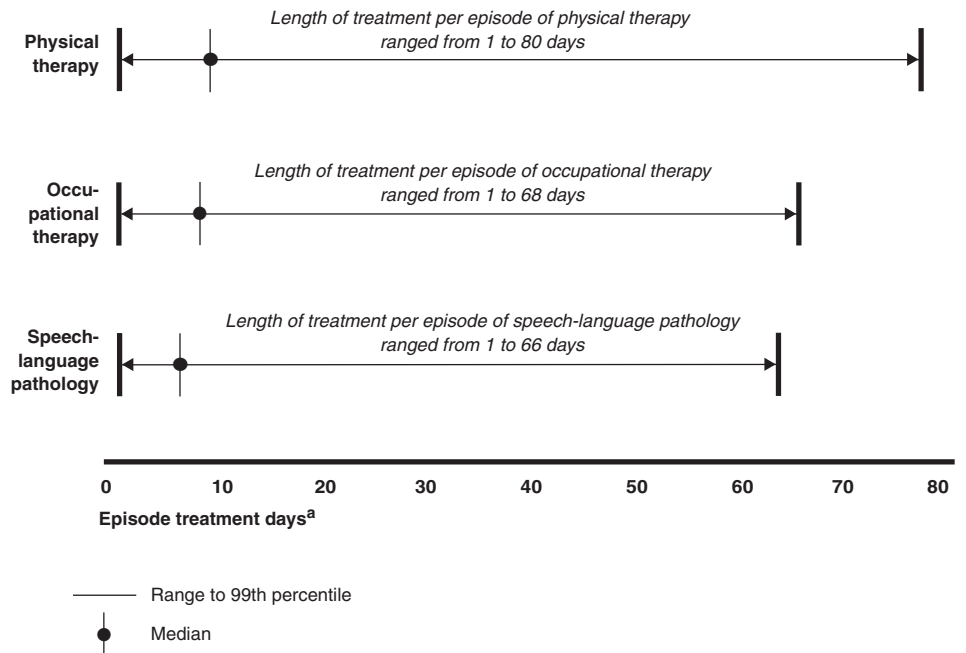 Length of treatment per episode of physical therapy
ranged from 1 to 80 days
Physical
therapy
Length of treatment per episode of occupational therapy
ranged from 1 to 68 days
Occu-
pational
therapy
Length of treatment per episode of speech-language pathology
ranged from 1 to 66 days
Speech-
language
pathology
0 10 20 30 40 50 60 70 80
Episode treatment daysa
Range to 99th percentile
Median